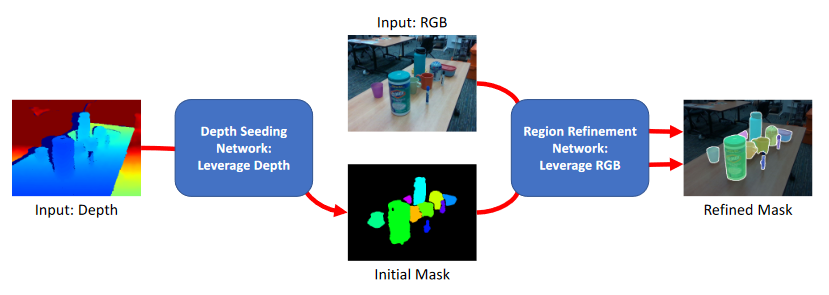 Input: RGB
Depth Seeding
Network:
Leverage Depth
Region Refinement
Network:
Leverage RGB
Input: Depth
Initial Mask
Refined Mask